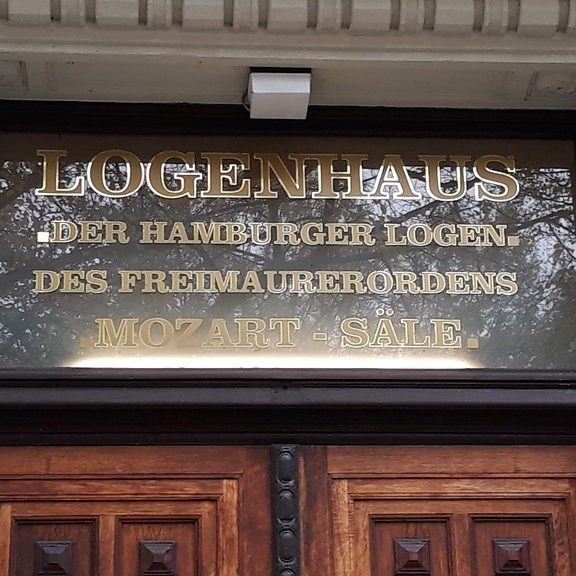 LOGENHAUS
DER HAMBURGER LOGEN
DES FREIMAURERORDENS
MOZART - SÄLE